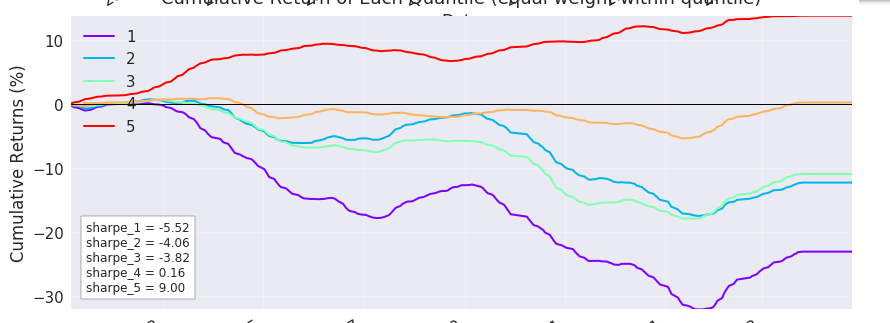 Cumulative Return of Each Quantile (equal weight within quantile)
10
0
−10
−20
−30
Cumulative Returns (%)
1
2
3
4
5
sharpe_1 = -5.52
sharpe_2 = -4.06
sharpe_3 = -3.82
sharpe_4 = 0.16
sharpe_5 = 9.00